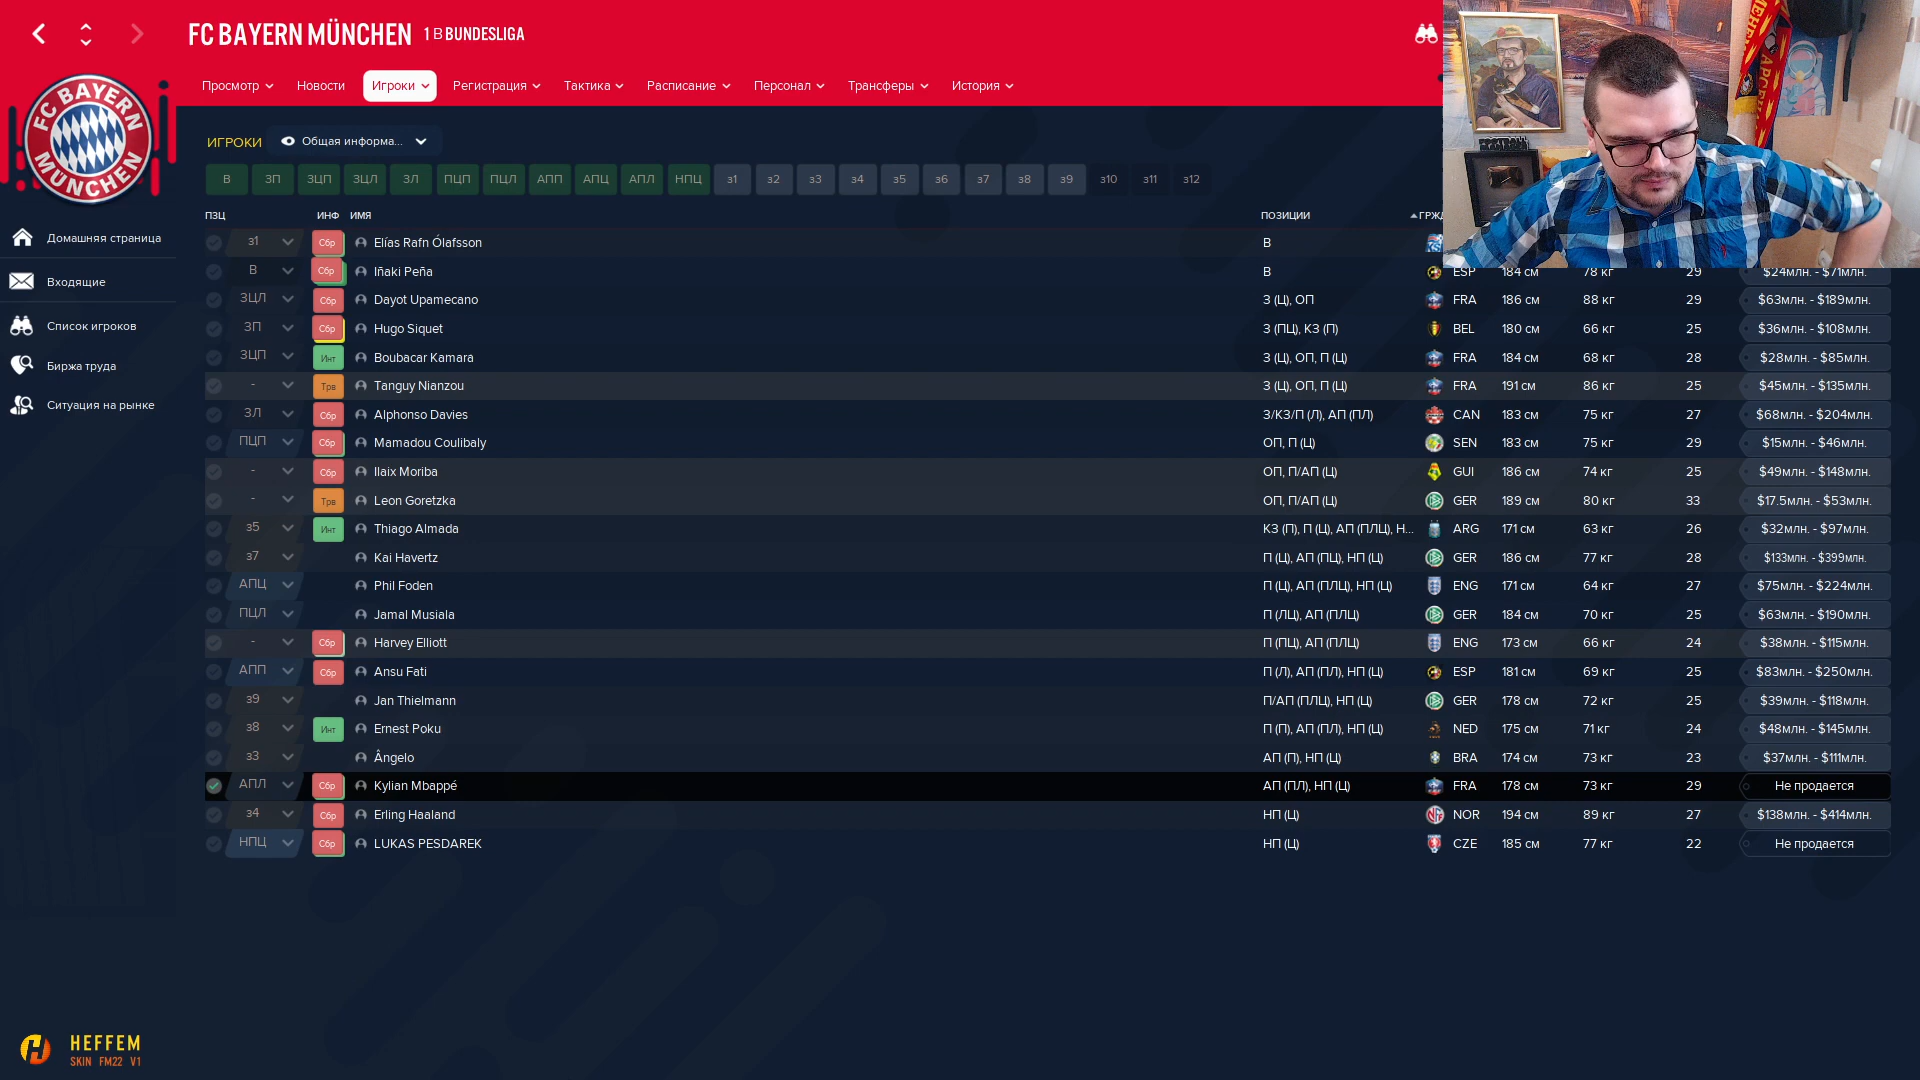 FC BAYERN MÜNCHEN 1 В BUNDESLIGA
Просмотр Новости Игроки Регистрация Тактика Расписание Персонал Трансферы История
FC BAYERN
MÜNCHEN
Домашняя страница
Входящие
Список игроков
Биржа труда
Ситуация на рынке
ИГРОКИ Общая информа...
В ЗП ЗЦП ЗЦЛ ЗЛ ПЦП ПЦЛ АПП АПЦ АПЛ НПЦ з1 з2 з3 з4 з5 з6 з7 з8 з9 з10 з11 з12
ПЗЦ ИНФ ИМЯ ПОЗИЦИИ
з1 Сбр Elías Rafn Ólafsson В
В Сбр Iñaki Peña В ESP 184 см 78 кг 29 $24млн. - $71млн.
ЗЦЛ Сбр Dayot Upamecano З (Ц), ОП FRA 186 см 88 кг 29 $63млн. - $189млн.
ЗП Сбр Hugo Siquet З (ПЦ), КЗ (П) BEL 180 см 66 кг 25 $36млн. - $108млн.
ЗЦП Инт Boubacar Kamara З (Ц), ОП, П (Ц) FRA 184 см 68 кг 28 $28млн. - $85млн.
- Трв Tanguy Nianzou З (Ц), ОП, П (Ц) FRA 191 см 86 кг 25 $45млн. - $135млн.
ЗЛ Сбр Alphonso Davies З/КЗ/П (Л), АП (ПЛ) CAN 183 см 75 кг 27 $68млн. - $204млн.
ПЦП Сбр Mamadou Coulibaly ОП, П (Ц) SEN 183 см 75 кг 29 $15млн. - $46млн.
- Сбр Ilaix Moriba ОП, П/АП (Ц) GUI 186 см 74 кг 25 $49млн. - $148млн.
- Трв Leon Goretzka ОП, П/АП (Ц) GER 189 см 80 кг 33 $17.5млн. - $53млн.
з5 Инт Thiago Almada КЗ (П), П (Ц), АП (ПЛЦ), Н... ARG 171 см 63 кг 26 $32млн. - $97млн.
з7 Kai Havertz П (Ц), АП (ПЦ), НП (Ц) GER 186 см 77 кг 28 $133млн. - $399млн.
АПЦ Phil Foden П (Ц), АП (ПЛЦ), НП (Ц) ENG 171 см 64 кг 27 $75млн. - $224млн.
ПЦЛ Jamal Musiala П (ЛЦ), АП (ПЛЦ) GER 184 см 70 кг 25 $63млн. - $190млн.
- Сбр Harvey Elliott П (ПЦ), АП (ПЛЦ) ENG 173 см 66 кг 24 $38млн. - $115млн.
АПП Сбр Ansu Fati П (Л), АП (ПЛ), НП (Ц) ESP 181 см 69 кг 25 $83млн. - $250млн.
з9 Jan Thielmann П/АП (ПЛЦ), НП (Ц) GER 178 см 72 кг 25 $39млн. - $118млн.
з8 Инт Ernest Poku П (П), АП (ПЛ), НП (Ц) NED 175 см 71 кг 24 $48млн. - $145млн.
з3 Ângelo АП (П), НП (Ц) BRA 174 см 73 кг 23 $37млн. - $111млн.
АПЛ Сбр Kylian Mbappé АП (ПЛ), НП (Ц) FRA 178 см 73 кг 29 Не продается
з4 Сбр Erling Haaland НП (Ц) NOR 194 см 89 кг 27 $138млн. - $414млн.
НПЦ Сбр LUKAS PESDAREK НП (Ц) CZE 185 см 77 кг 22 Не продается
HEFFEM
SKIN FM22 V1